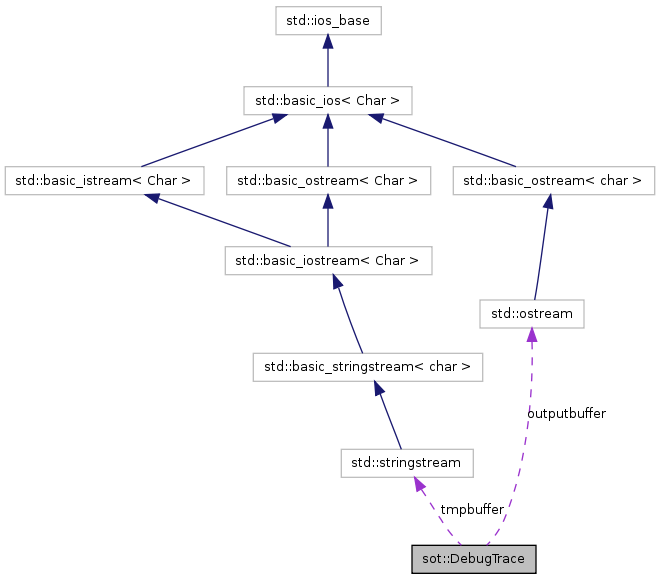 std::ios_base
std::basic_ios< Char >
std::basic_istream< Char >
std::basic_ostream< Char >
std::basic_ostream< char >
std::basic_iostream< Char >
std::ostream
std::basic_stringstream< char >
outputbuffer
std::stringstream
tmpbuffer
sot::DebugTrace